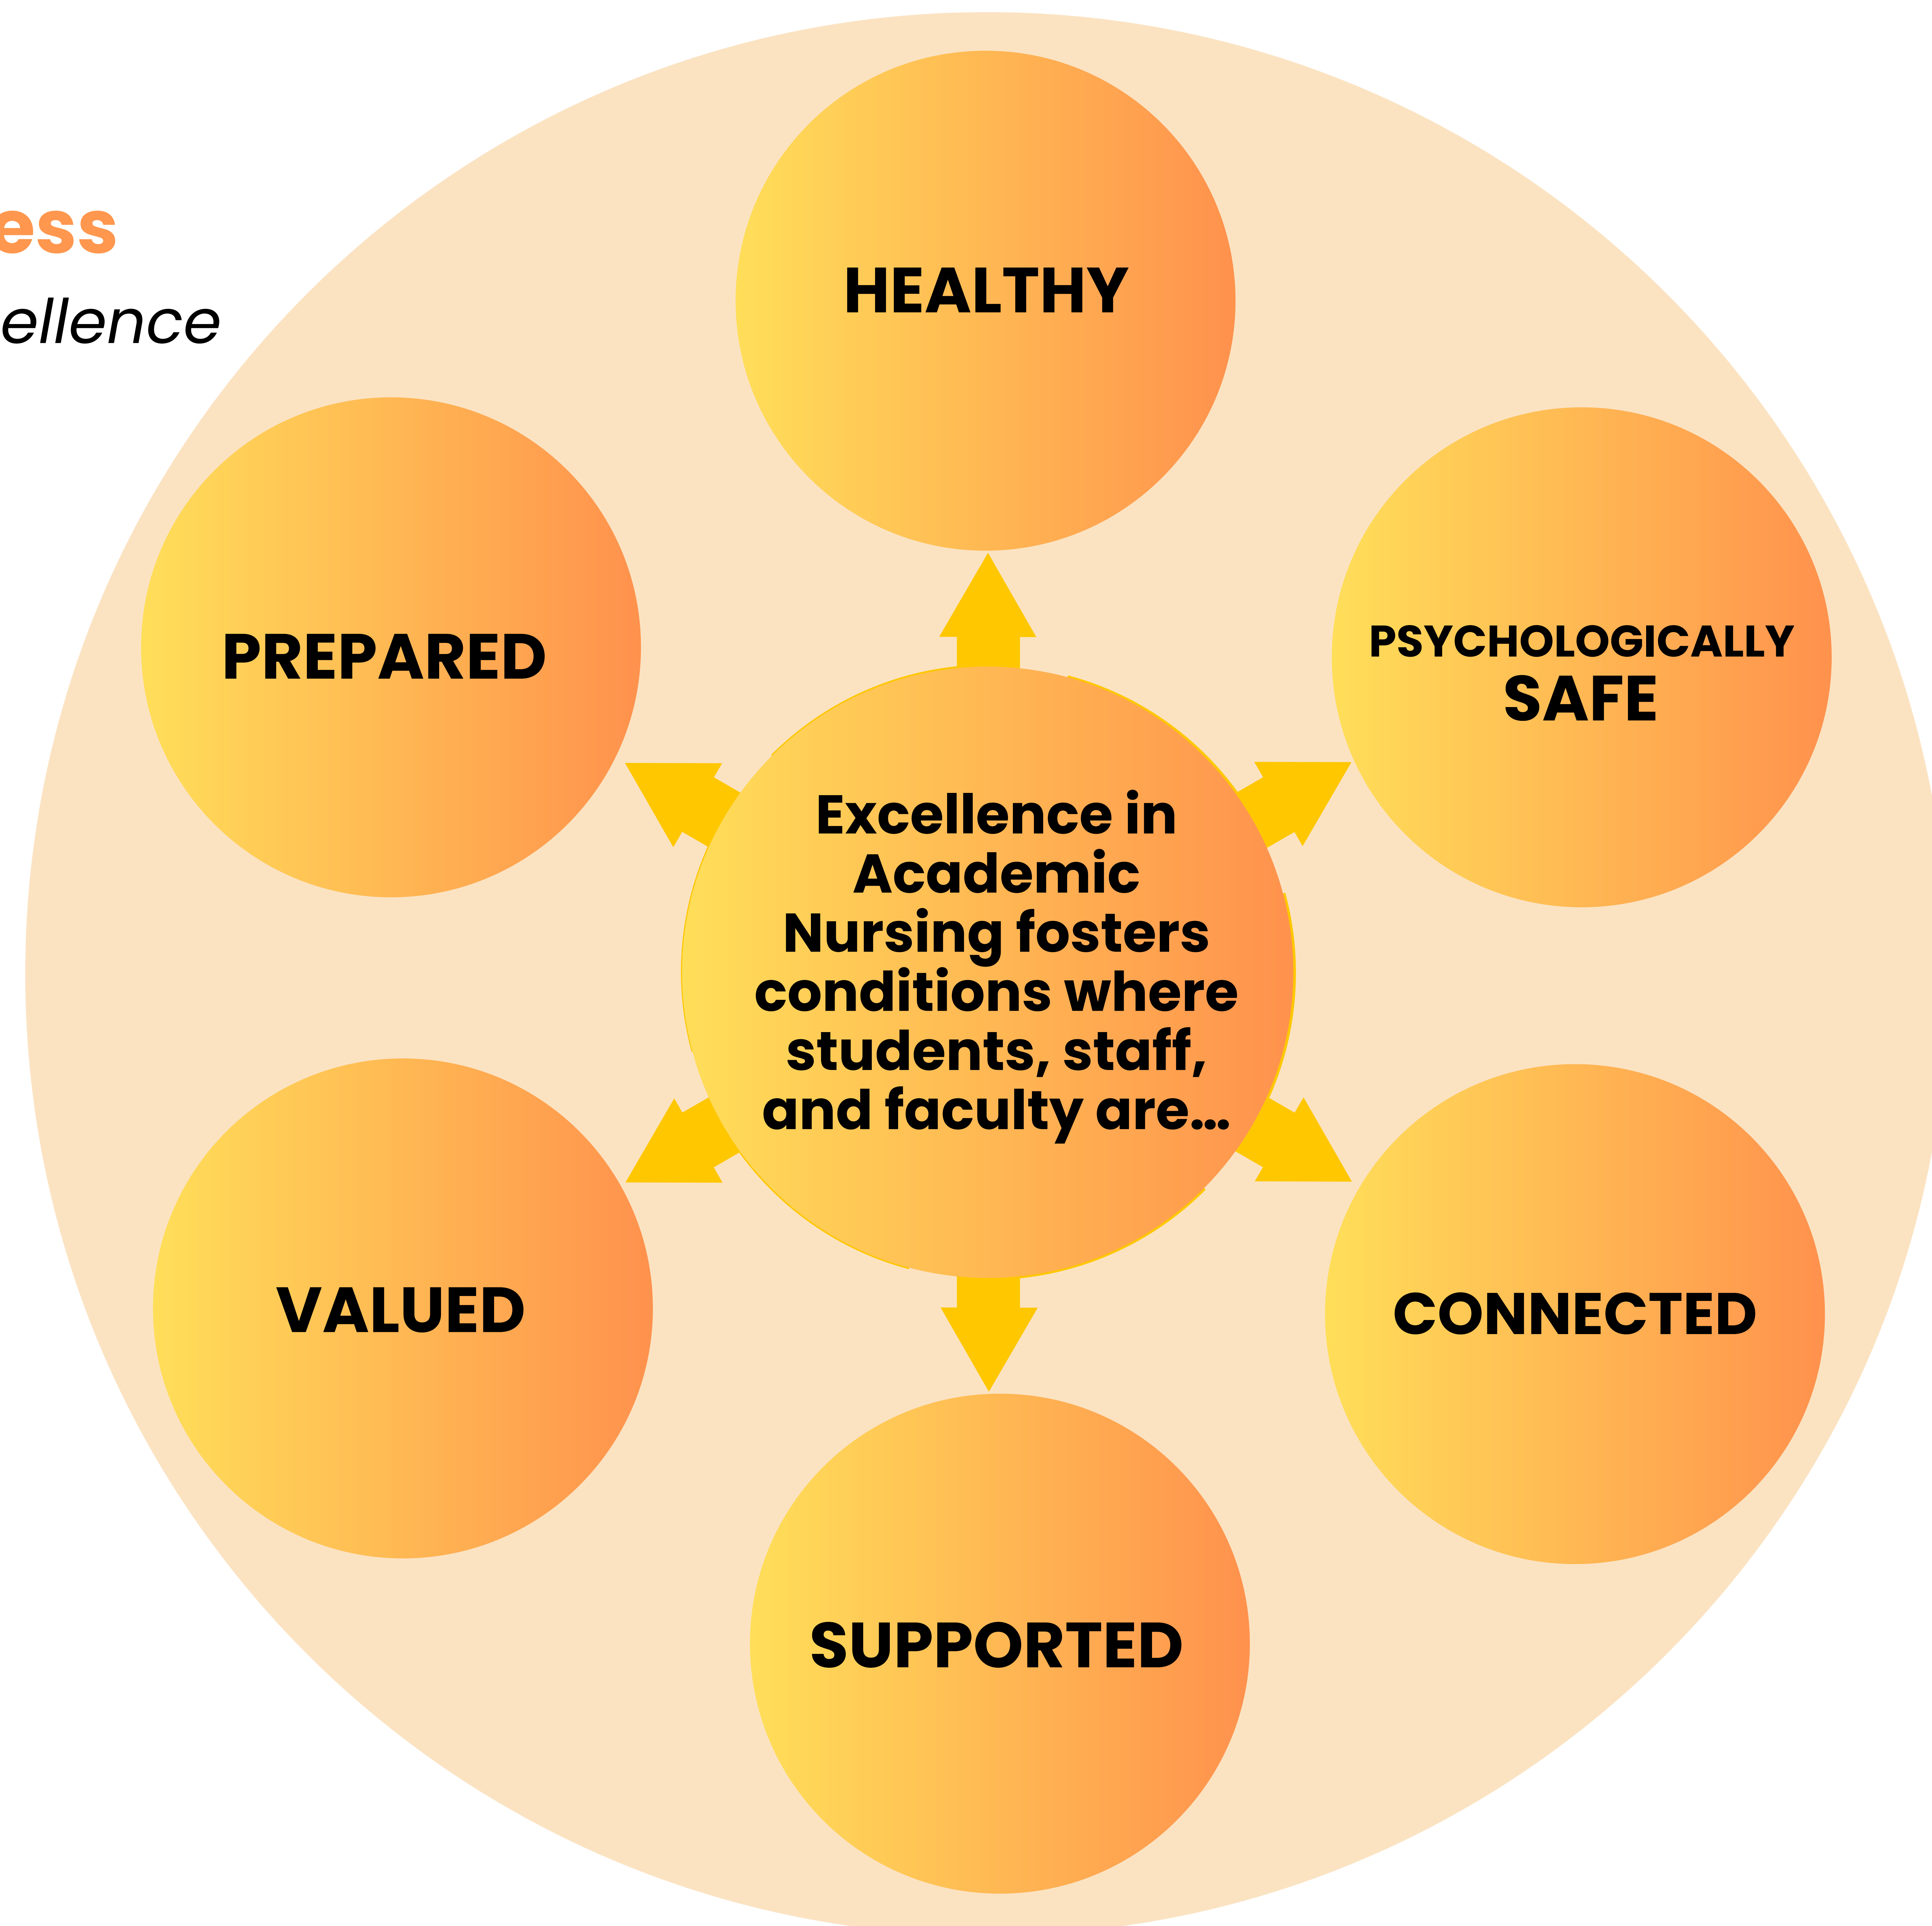 ess
ellence
HEALTHY
PREPARED
PSYCHOLOGICALLY
SAFE
Excellence in
Academic
Nursing fosters
conditions where
students, staff,
and faculty are...
VALUED
CONNECTED
SUPPORTED